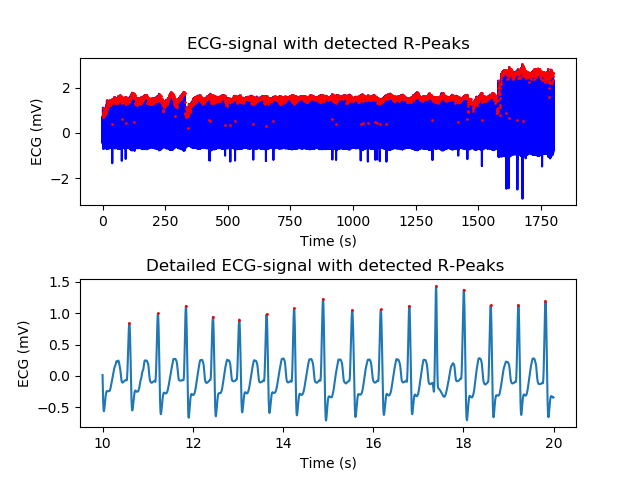 ECG-signal with detected R-Peaks
2
0
−2
ECG (mV)
0 250 500 750 1000 1250 1500 1750
Time (s)
Detailed ECG-signal with detected R-Peaks
1.5
1.0
0.5
0.0
−0.5
ECG (mV)
10 12 14 16 18 20
Time (s)